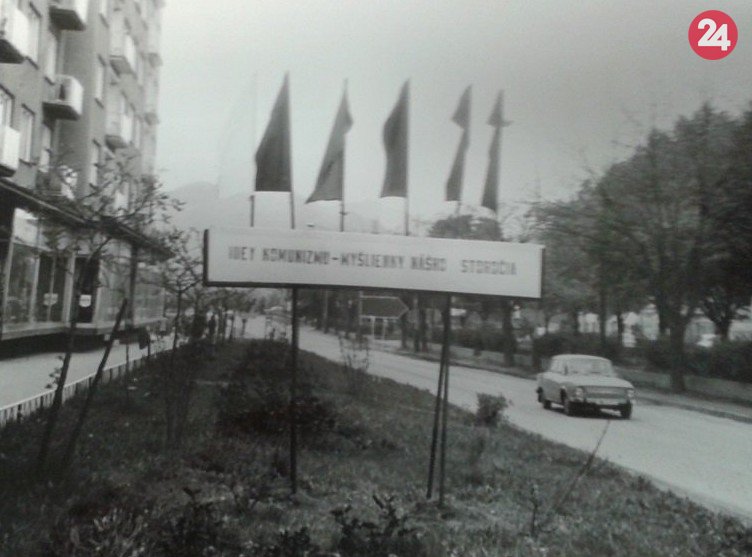 24
IDEY KOMUNIZMU-MYŠLIENKY NÁŠHO STOROČIA